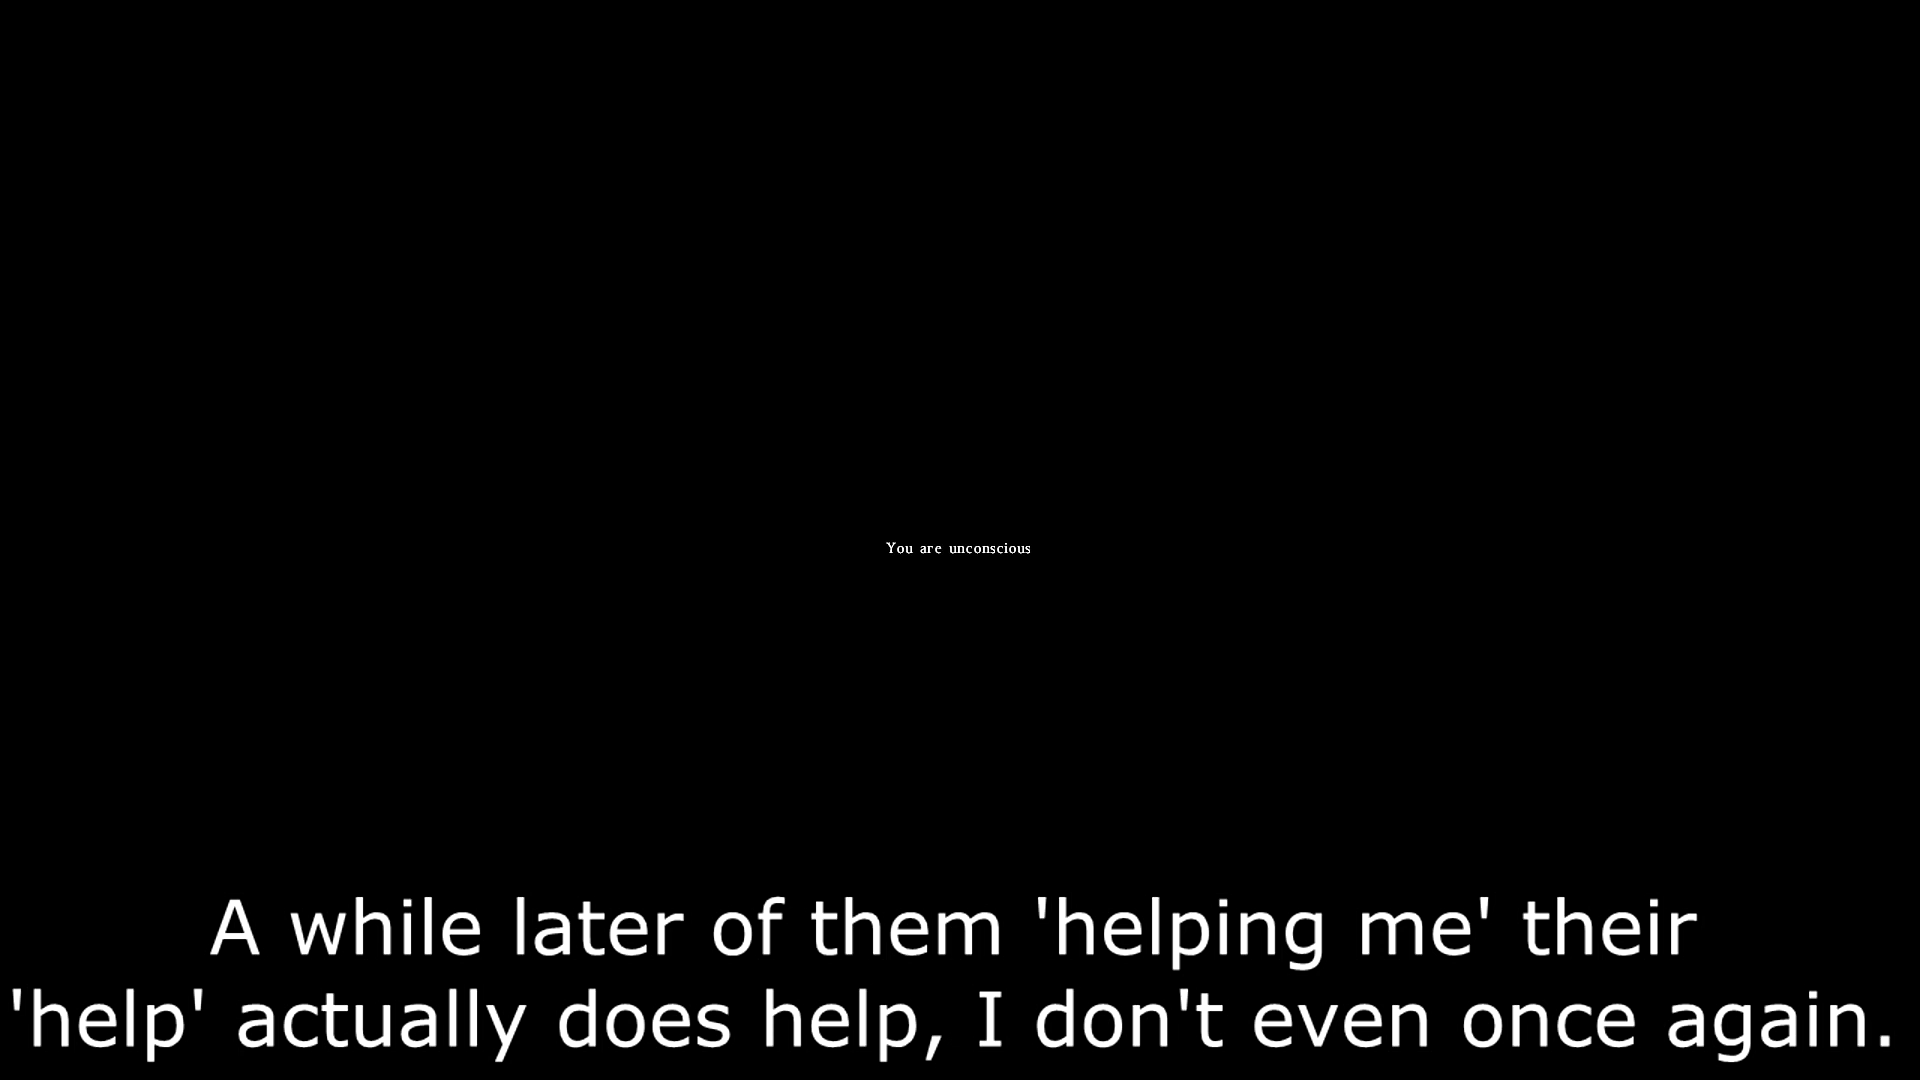 You are unconscious
A while later of them 'helping me' their
'help' actually does help, I don't even once again.